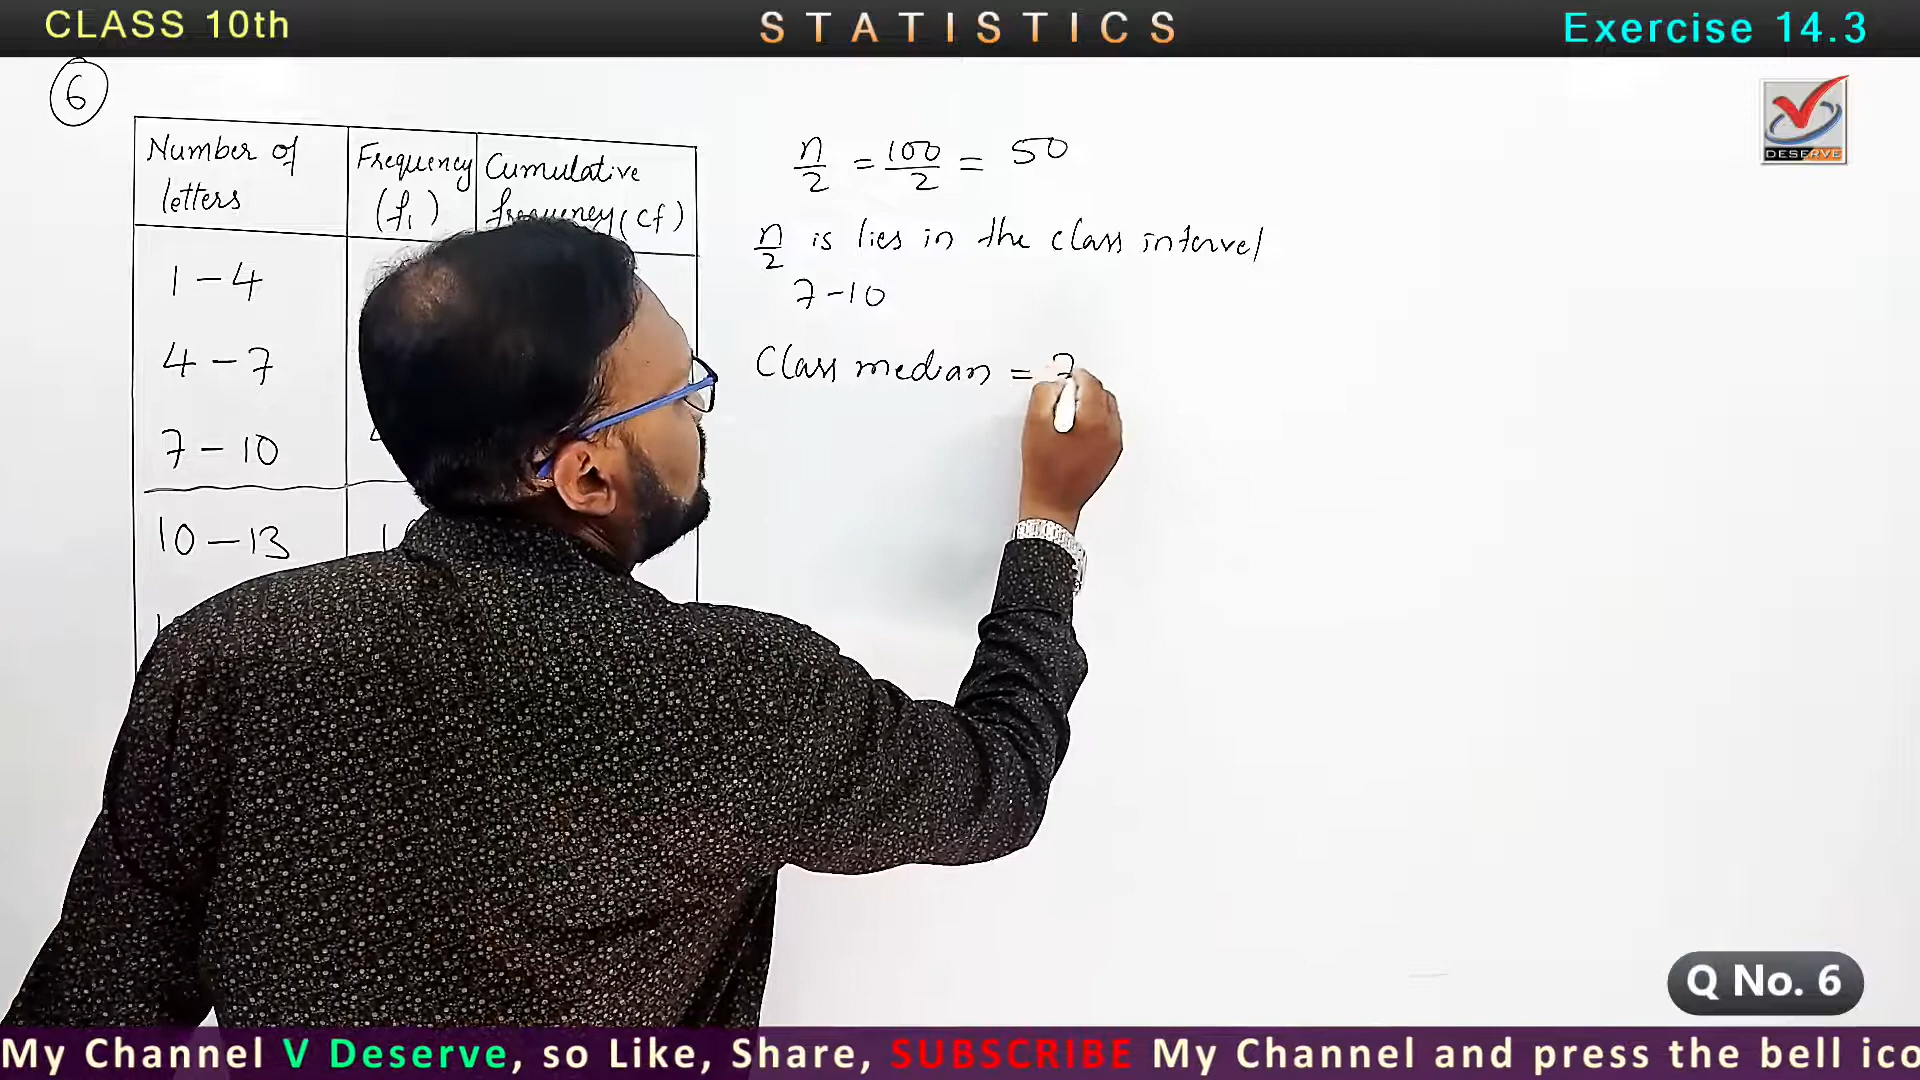 CLASS 10th
STATISTICS
Exercise 14.3
6
Number of letters
Frequency (f₁)
Cumulative frequency (cf)
1 – 4
4 – 7
7 – 10
10 – 13
n/2 = 100/2 = 50
n/2 is lies in the class intervel
7-10
Class median = 7
DESERVE
Q No. 6
My Channel V Deserve, so Like, Share, SUBSCRIBE My Channel and press the bell ico